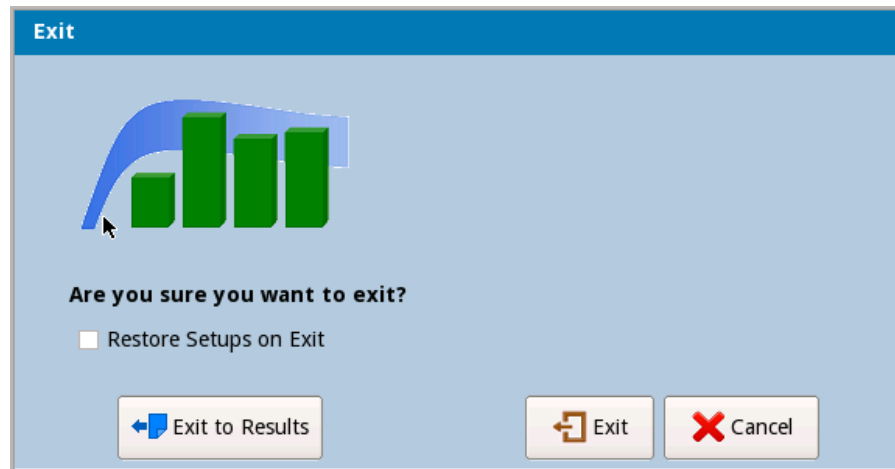 Exit
Are you sure you want to exit?
Restore Setups on Exit
Exit to Results
Exit
Cancel